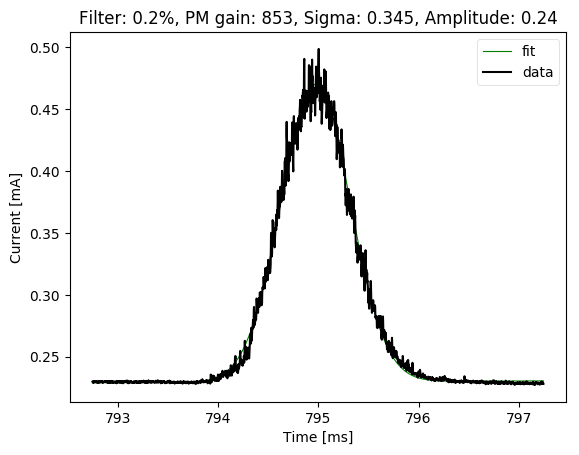 Filter: 0.2%, PM gain: 853, Sigma: 0.345, Amplitude: 0.24
fit
data
0.50
0.45
0.40
0.35
0.30
0.25
Current [mA]
793
794
795
796
797
Time [ms]